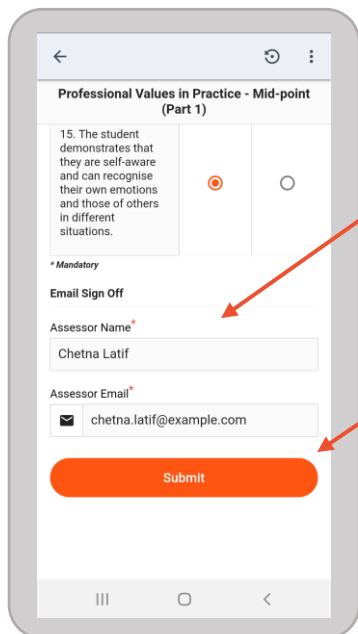 Professional Values in Practice - Mid-point
(Part 1)
15. The student
demonstrates that
they are self-aware
and can recognise
their own emotions
and those of others
in different
situations.
* Mandatory
Email Sign Off
Assessor Name*
Chetna Latif
Assessor Email*
chetna.latif@example.com
Submit